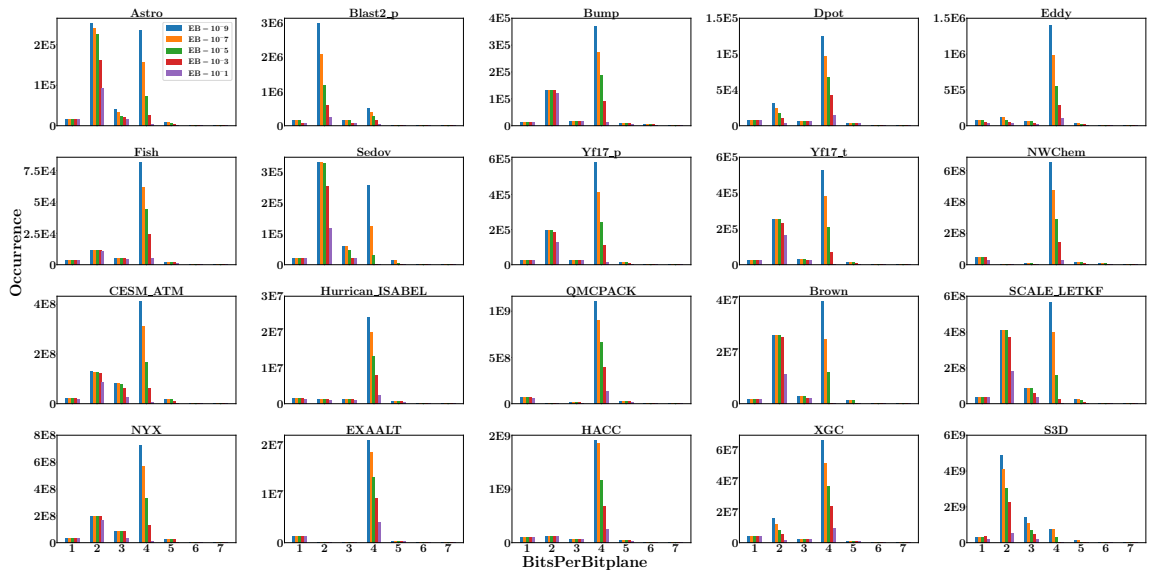 Astro Blast2_p Bump Dpot Eddy
2E5 1E5 0
EB − 10^-9
EB − 10^-7
EB − 10^-5
EB − 10^-3
EB − 10^-1
3E6 2E6 1E6 0
4E5 3E5 2E5 1E5 0
1.5E5 1E5 5E4 0
1.5E6 1E6 5E5 0
Occurrence
Fish Sedov Yf17_p Yf17_t NWChem
7.5E4 5E4 2.5E4 0
3E5 2E5 1E5 0
6E5 4E5 2E5 0
6E5 4E5 2E5 0
8E7 6E7 4E7 2E7 0
CESM_ATM Hurrican_ISABEL QMCPACK Brown SCALE_LETKF
4E8 2E8 0
3E7 2E7 1E7 0
1E9 5E8 0
4E7 2E7 0
6E8 4E8 2E8 0
NYX EXAALT HACC XGC S3D
8E8 6E8 4E8 2E8 0
2E7 1E7 0
2E9 1E9 0
6E7 4E7 2E7 0
6E9 4E9 2E9 0
1 2 3 4 5 6 7
1 2 3 4 5 6 7
1 2 3 4 5 6 7
1 2 3 4 5 6 7
1 2 3 4 5 6 7
BitsPerBitplane